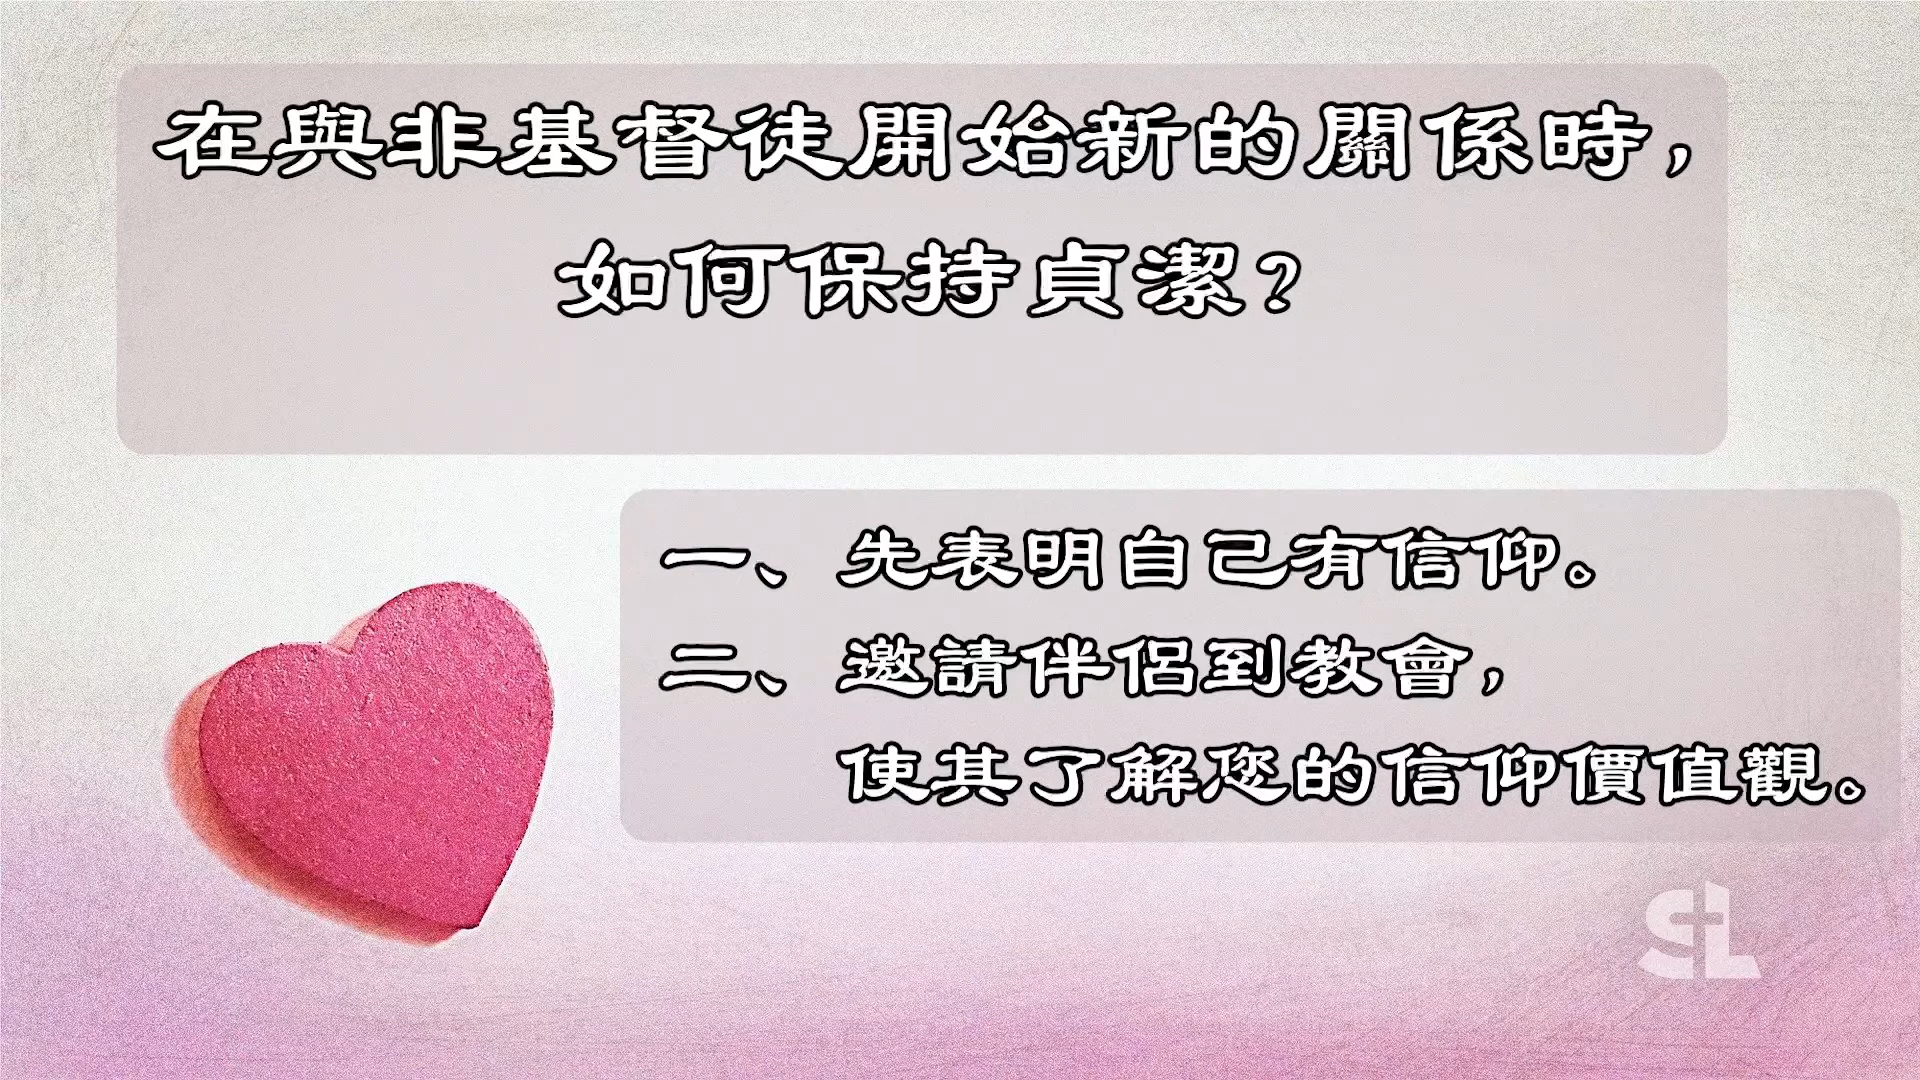 在與非基督徒開始新的關係時，
如何保持貞潔？
一、先表明自己有信仰。
二、邀請伴侶到教會，
使其了解您的信仰價值觀。
SL